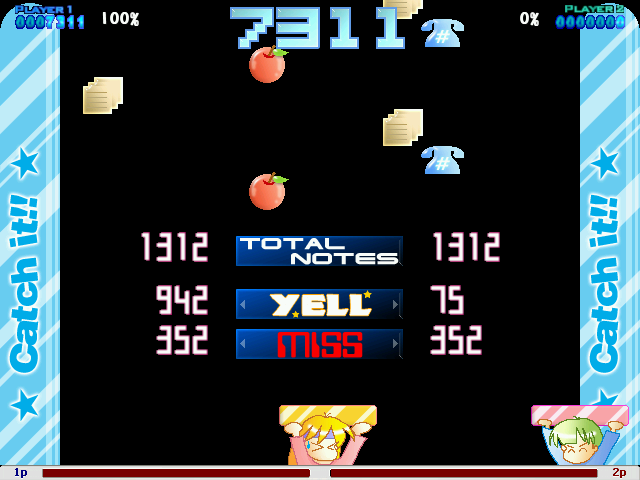 PLAYER 1
0007311
100%
7311
0%
PLAYER 2
0000000
#
#
Catch it!!
Catch it!!
1312
TOTAL NOTES
1312
942
YELL
75
352
MISS
352
1p
2p